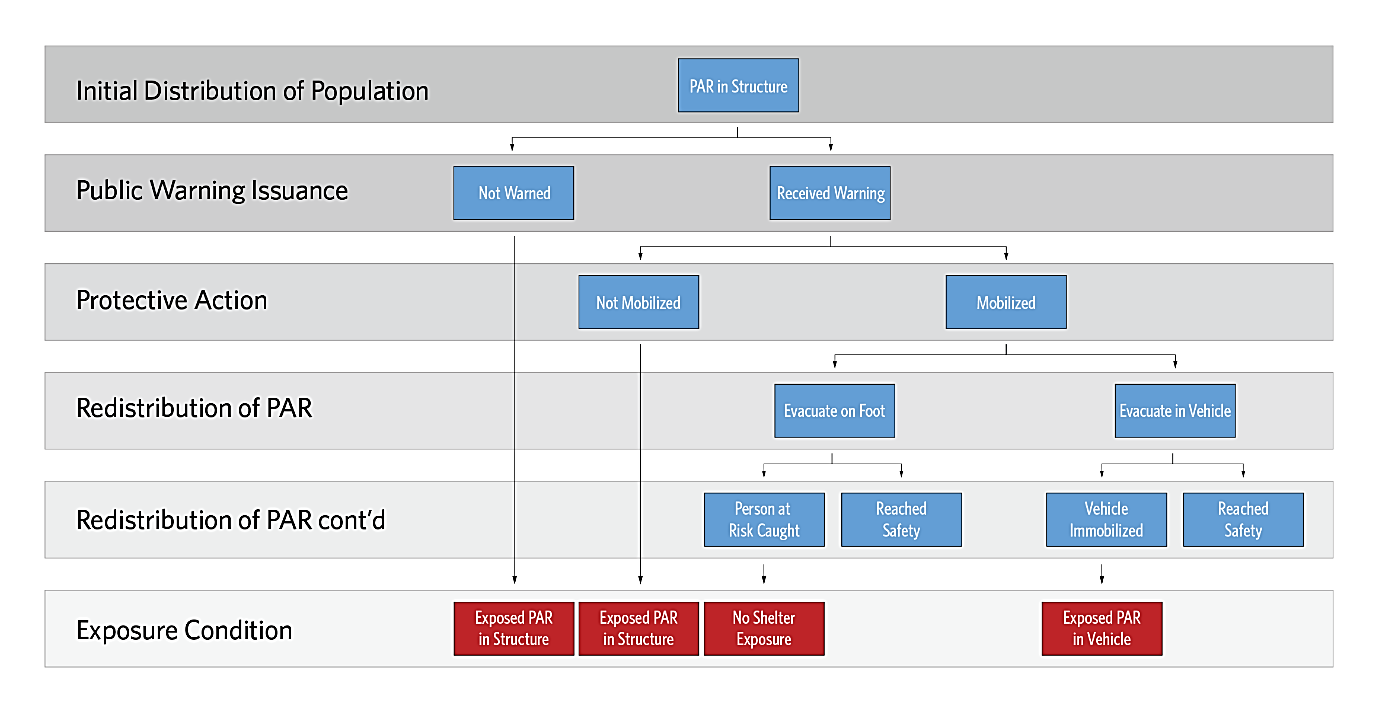 Initial Distribution of Population
PAR in Structure
Public Warning Issuance
Not Warned
Received Warning
Protective Action
Not Mobilized
Mobilized
Redistribution of PAR
Evacuate on Foot
Evacuate in Vehicle
Redistribution of PAR cont’d
Person at
Risk Caught
Reached
Safety
Vehicle
Immobilized
Reached
Safety
Exposure Condition
Exposed PAR
in Structure
Exposed PAR
in Structure
No Shelter
Exposure
Exposed PAR
in Vehicle